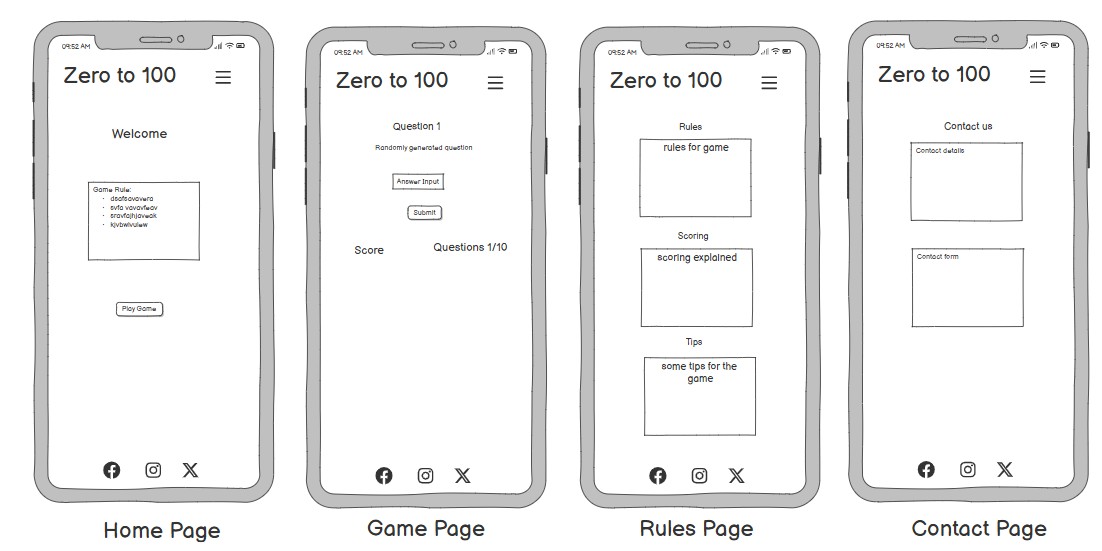 09:52 AM
Zero to 100
Welcome
Game Rule:
• dsafsavavera
• svfa vavavfeav
• sravfajhjaveak
• kjvbwlvulew
Play Game
Home Page
09:52 AM
Zero to 100
Question 1
Randomly generated question
Answer Input
Submit
Score
Questions 1/10
Game Page
09:52 AM
Zero to 100
Rules
rules for game
Scoring
scoring explained
Tips
some tips for the
game
Rules Page
09:52 AM
Zero to 100
Contact us
Contact details
Contact form
Contact Page